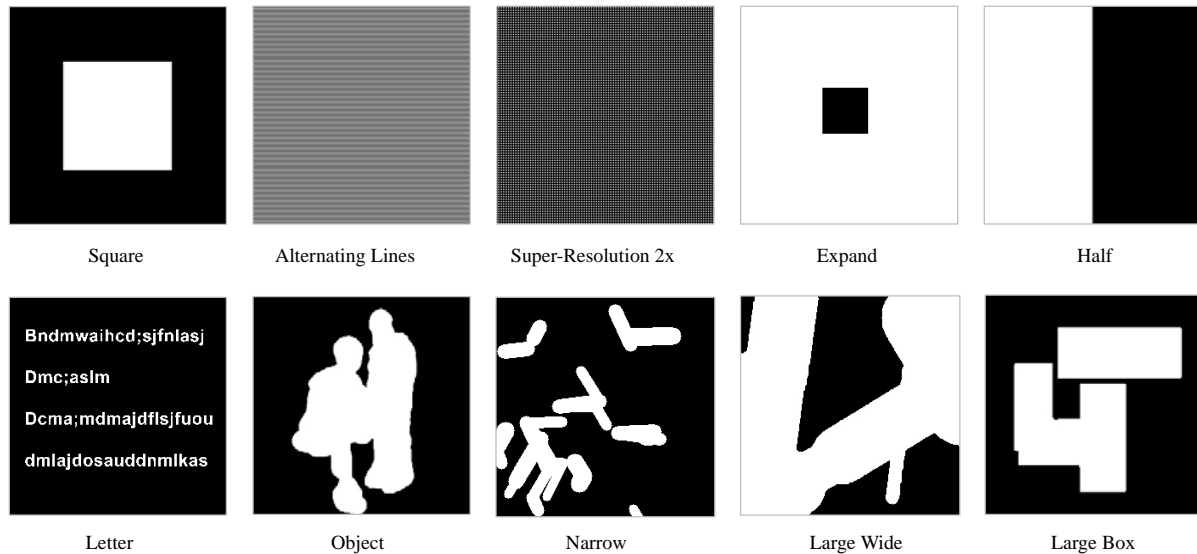 Square
Alternating Lines
Super-Resolution 2x
Expand
Half
Bndmwaihcd;sjfnlasj
Dmc;aslm
Dcma;mdmajdflsjfuou
dmlajdosauddnmlkas
Letter
Object
Narrow
Large Wide
Large Box